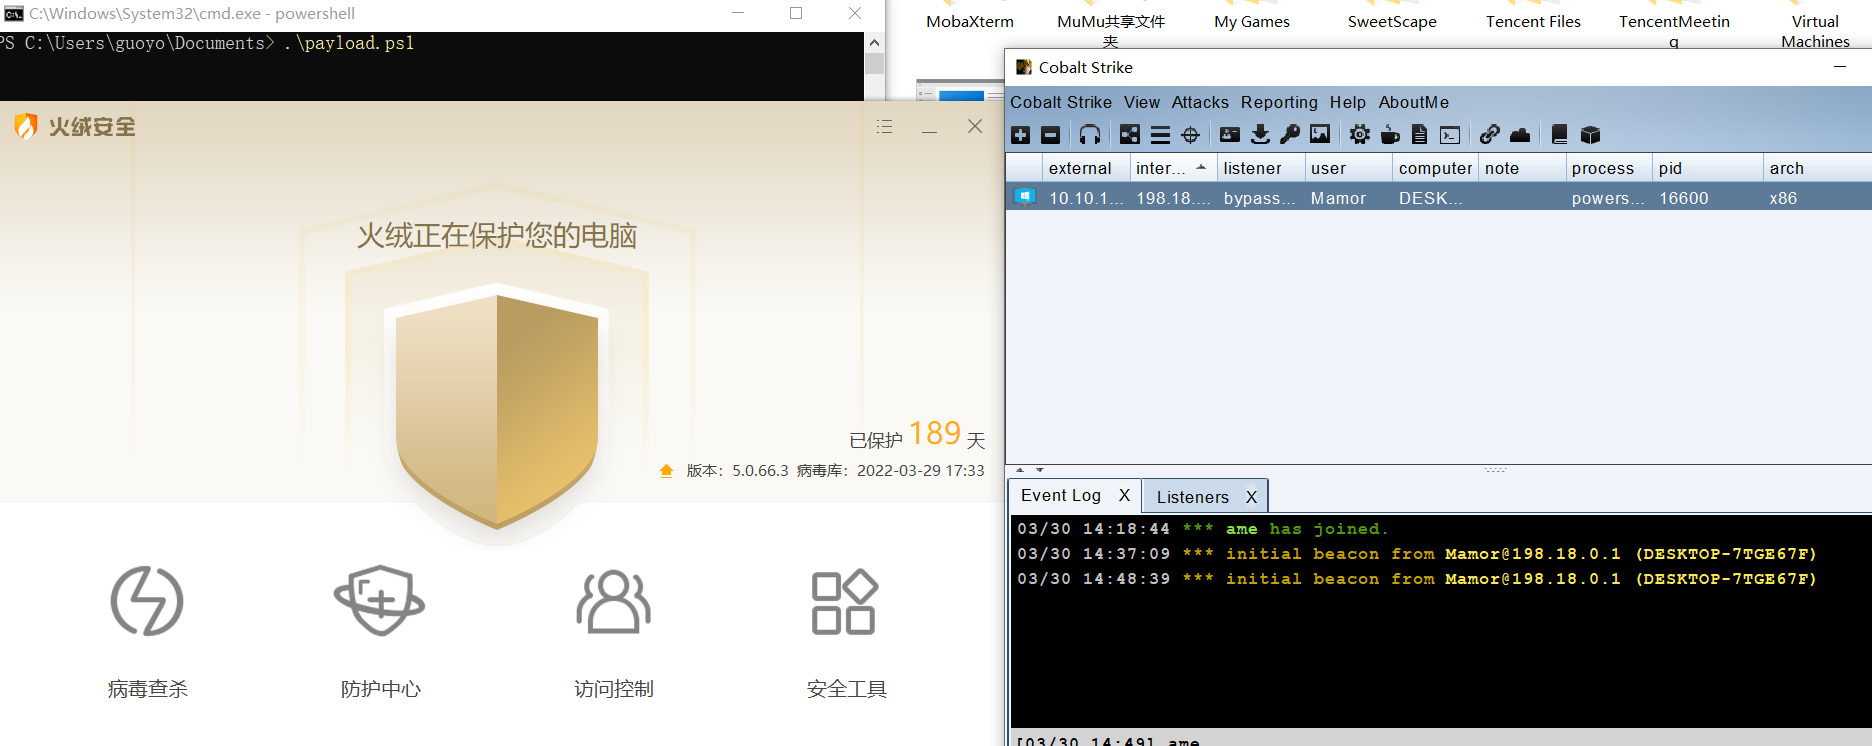 C:\Windows\System32\cmd.exe - powershell
PS C:\Users\guoyo\Documents> .\payload.ps1
火绒安全
火绒正在保护您的电脑
已保护 189 天
版本：5.0.66.3 病毒库：2022-03-29 17:33
病毒查杀
防护中心
访问控制
安全工具
MobaXterm
MuMu共享文件
夹
My Games
SweetScape
Tencent Files
TencentMeetin
g
Virtual
Machines
Cobalt Strike
Cobalt Strike View Attacks Reporting Help AboutMe
external inter... listener user computer note process pid arch
10.10.1... 198.18.... bypass... Mamor DESK... powers... 16600 x86
Event Log X Listeners X
03/30 14:18:44 *** ame has joined.
03/30 14:37:09 *** initial beacon from Mamor@198.18.0.1 (DESKTOP-7TGE67F)
03/30 14:48:39 *** initial beacon from Mamor@198.18.0.1 (DESKTOP-7TGE67F)
[03/30 14:49] ame